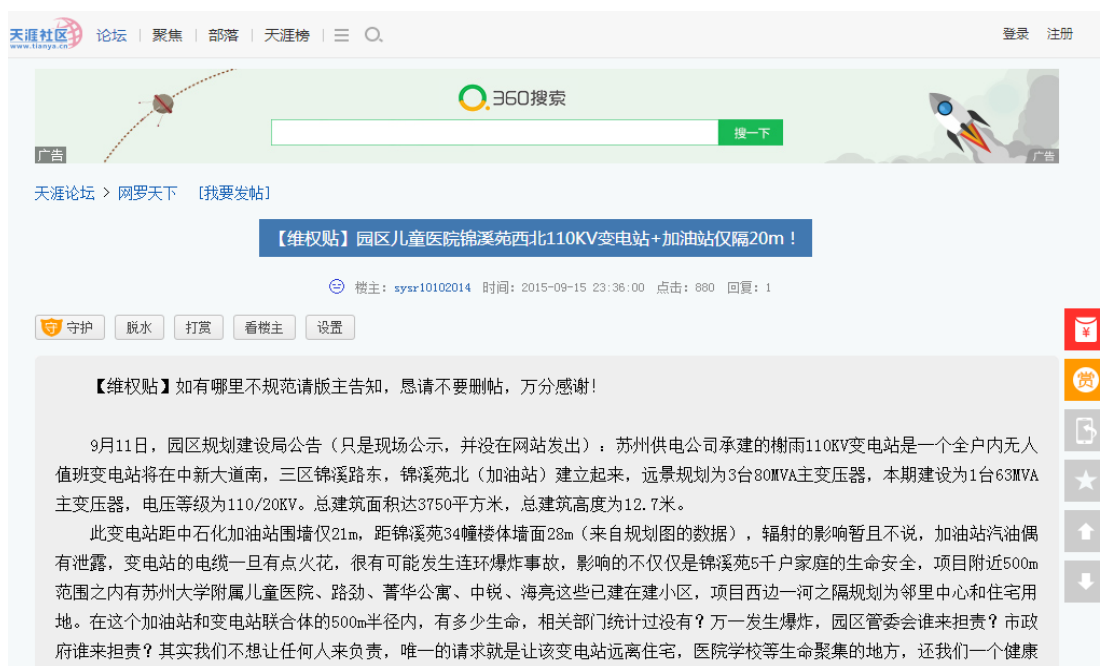 天涯社区
www.tianya.cn
论坛 聚焦 部落 天涯榜
登录 注册
360搜索
搜一下
广告
广告
天涯论坛 > 网罗天下 [我要发帖]
【维权贴】园区儿童医院锦溪苑西北110KV变电站+加油站仅隔20m！
楼主：sysr10102014 时间：2015-09-15 23:36:00 点击：880 回复：1
守 守护 脱水 打赏 看楼主 设置
¥
赏
【维权贴】如有哪里不规范请版主告知，恳请不要删帖，万分感谢！
9月11日，园区规划建设局公告（只是现场公示，并没在网站发出）：苏州供电公司承建的榭雨110KV变电站是一个全户内无人
值班变电站将在中新大道南，三区锦溪路东，锦溪苑北（加油站）建立起来，远景规划为3台80MVA主变压器，本期建设为1台63MVA
主变压器，电压等级为110/20KV。总建筑面积达3750平方米，总建筑高度为12.7米。
此变电站距中石化加油站围墙仅21m，距锦溪苑34幢楼体墙面28m（来自规划图的数据），辐射的影响暂且不说，加油站汽油偶
有泄露，变电站的电缆一旦有点火花，很有可能发生连环爆炸事故，影响的不仅仅是锦溪苑5千户家庭的生命安全，项目附近500m
范围之内有苏州大学附属儿童医院、路劲、菁华公寓、中锐、海亮这些已建在建小区，项目西边一河之隔规划为邻里中心和住宅用
地。在这个加油站和变电站联合体的500m半径内，有多少生命，相关部门统计过没有？万一发生爆炸，园区管委会谁来担责？市政
府谁来担责？其实我们不想让任何人来负责，唯一的请求就是让该变电站远离住宅，医院学校等生命聚集的地方，还我们一个健康